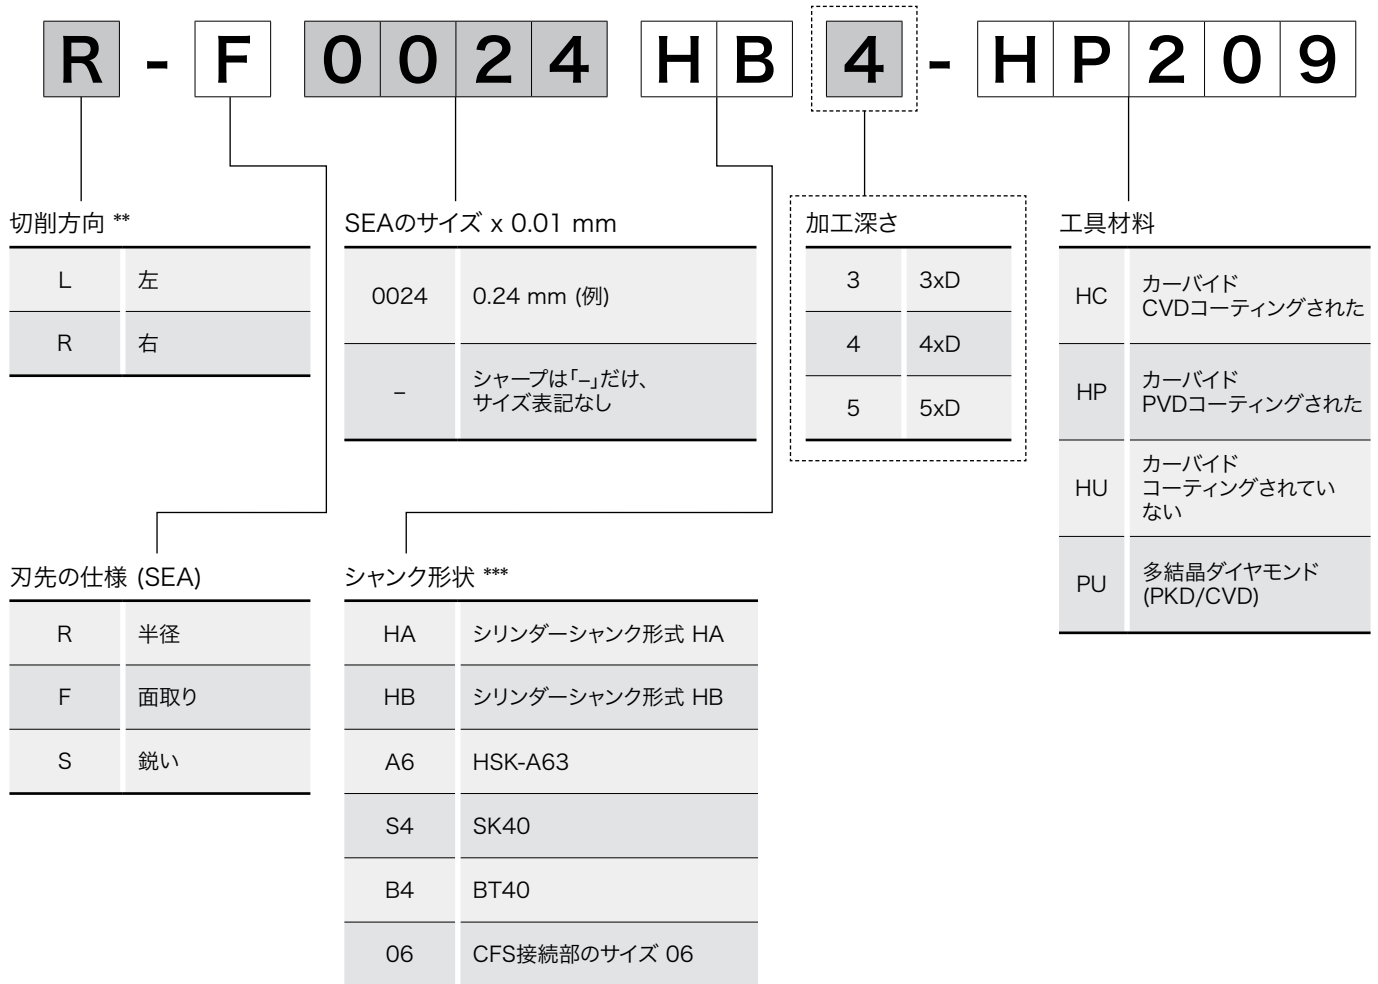 R - F 0024 HB 4 - HP209
切削方向 **
L 左
R 右
SEAのサイズ x 0.01 mm
0024 0.24 mm (例)
– シャープは「–」だけ、
サイズ表記なし
加工深さ
3 3xD
4 4xD
5 5xD
工具材料
HC カーバイド
CVDコーティングされた
HP カーバイド
PVDコーティングされた
HU カーバイド
コーティングされてい
ない
PU 多結晶ダイヤモンド
(PKD/CVD)
刃先の仕様 (SEA)
R 半径
F 面取り
S 鋭い
シャンク形状 ***
HA シリンダーシャンク形式 HA
HB シリンダーシャンク形式 HB
A6 HSK-A63
S4 SK40
B4 BT40
06 CFS接続部のサイズ 06